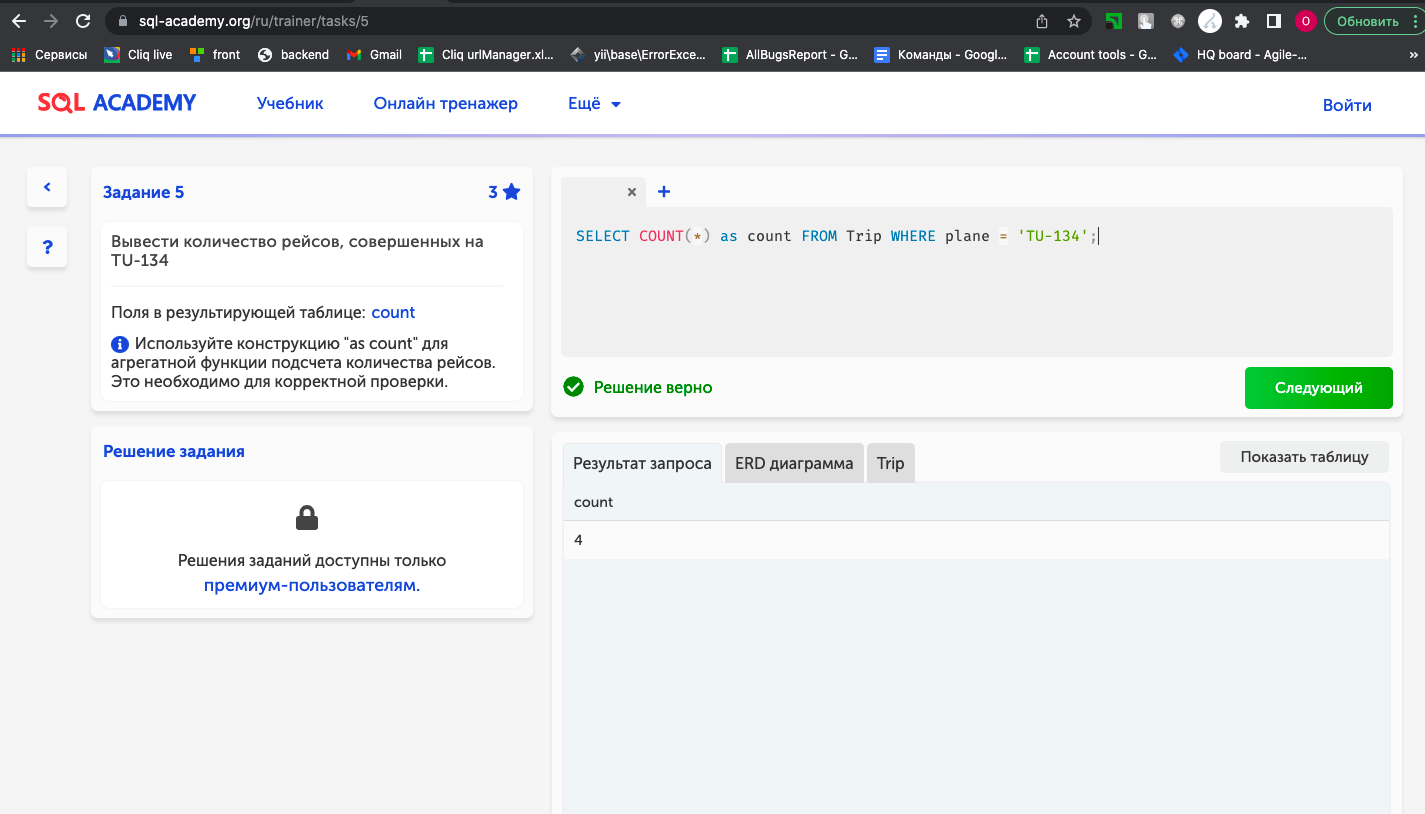 sql-academy.org/ru/trainer/tasks/5
O
Обновить
Сервисы
Cliq live
front
backend
Gmail
Cliq urlManager.xl...
yii\base\ErrorExce...
AllBugsReport - G...
Команды - Googl...
Account tools - G...
HQ board - Agile-...
»
SQL ACADEMY
Учебник
Онлайн тренажер
Ещё
Войти
Задание 5
3
?
Вывести количество рейсов, совершенных на
TU-134
Поля в результирующей таблице: count
Используйте конструкцию "as count" для
агрегатной функции подсчета количества рейсов.
Это необходимо для корректной проверки.
Решение задания
Решения заданий доступны только
премиум-пользователям.
SELECT COUNT(*) as count FROM Trip WHERE plane = 'TU-134';
Решение верно
Следующий
Результат запроса
ERD диаграмма
Trip
Показать таблицу
count
4